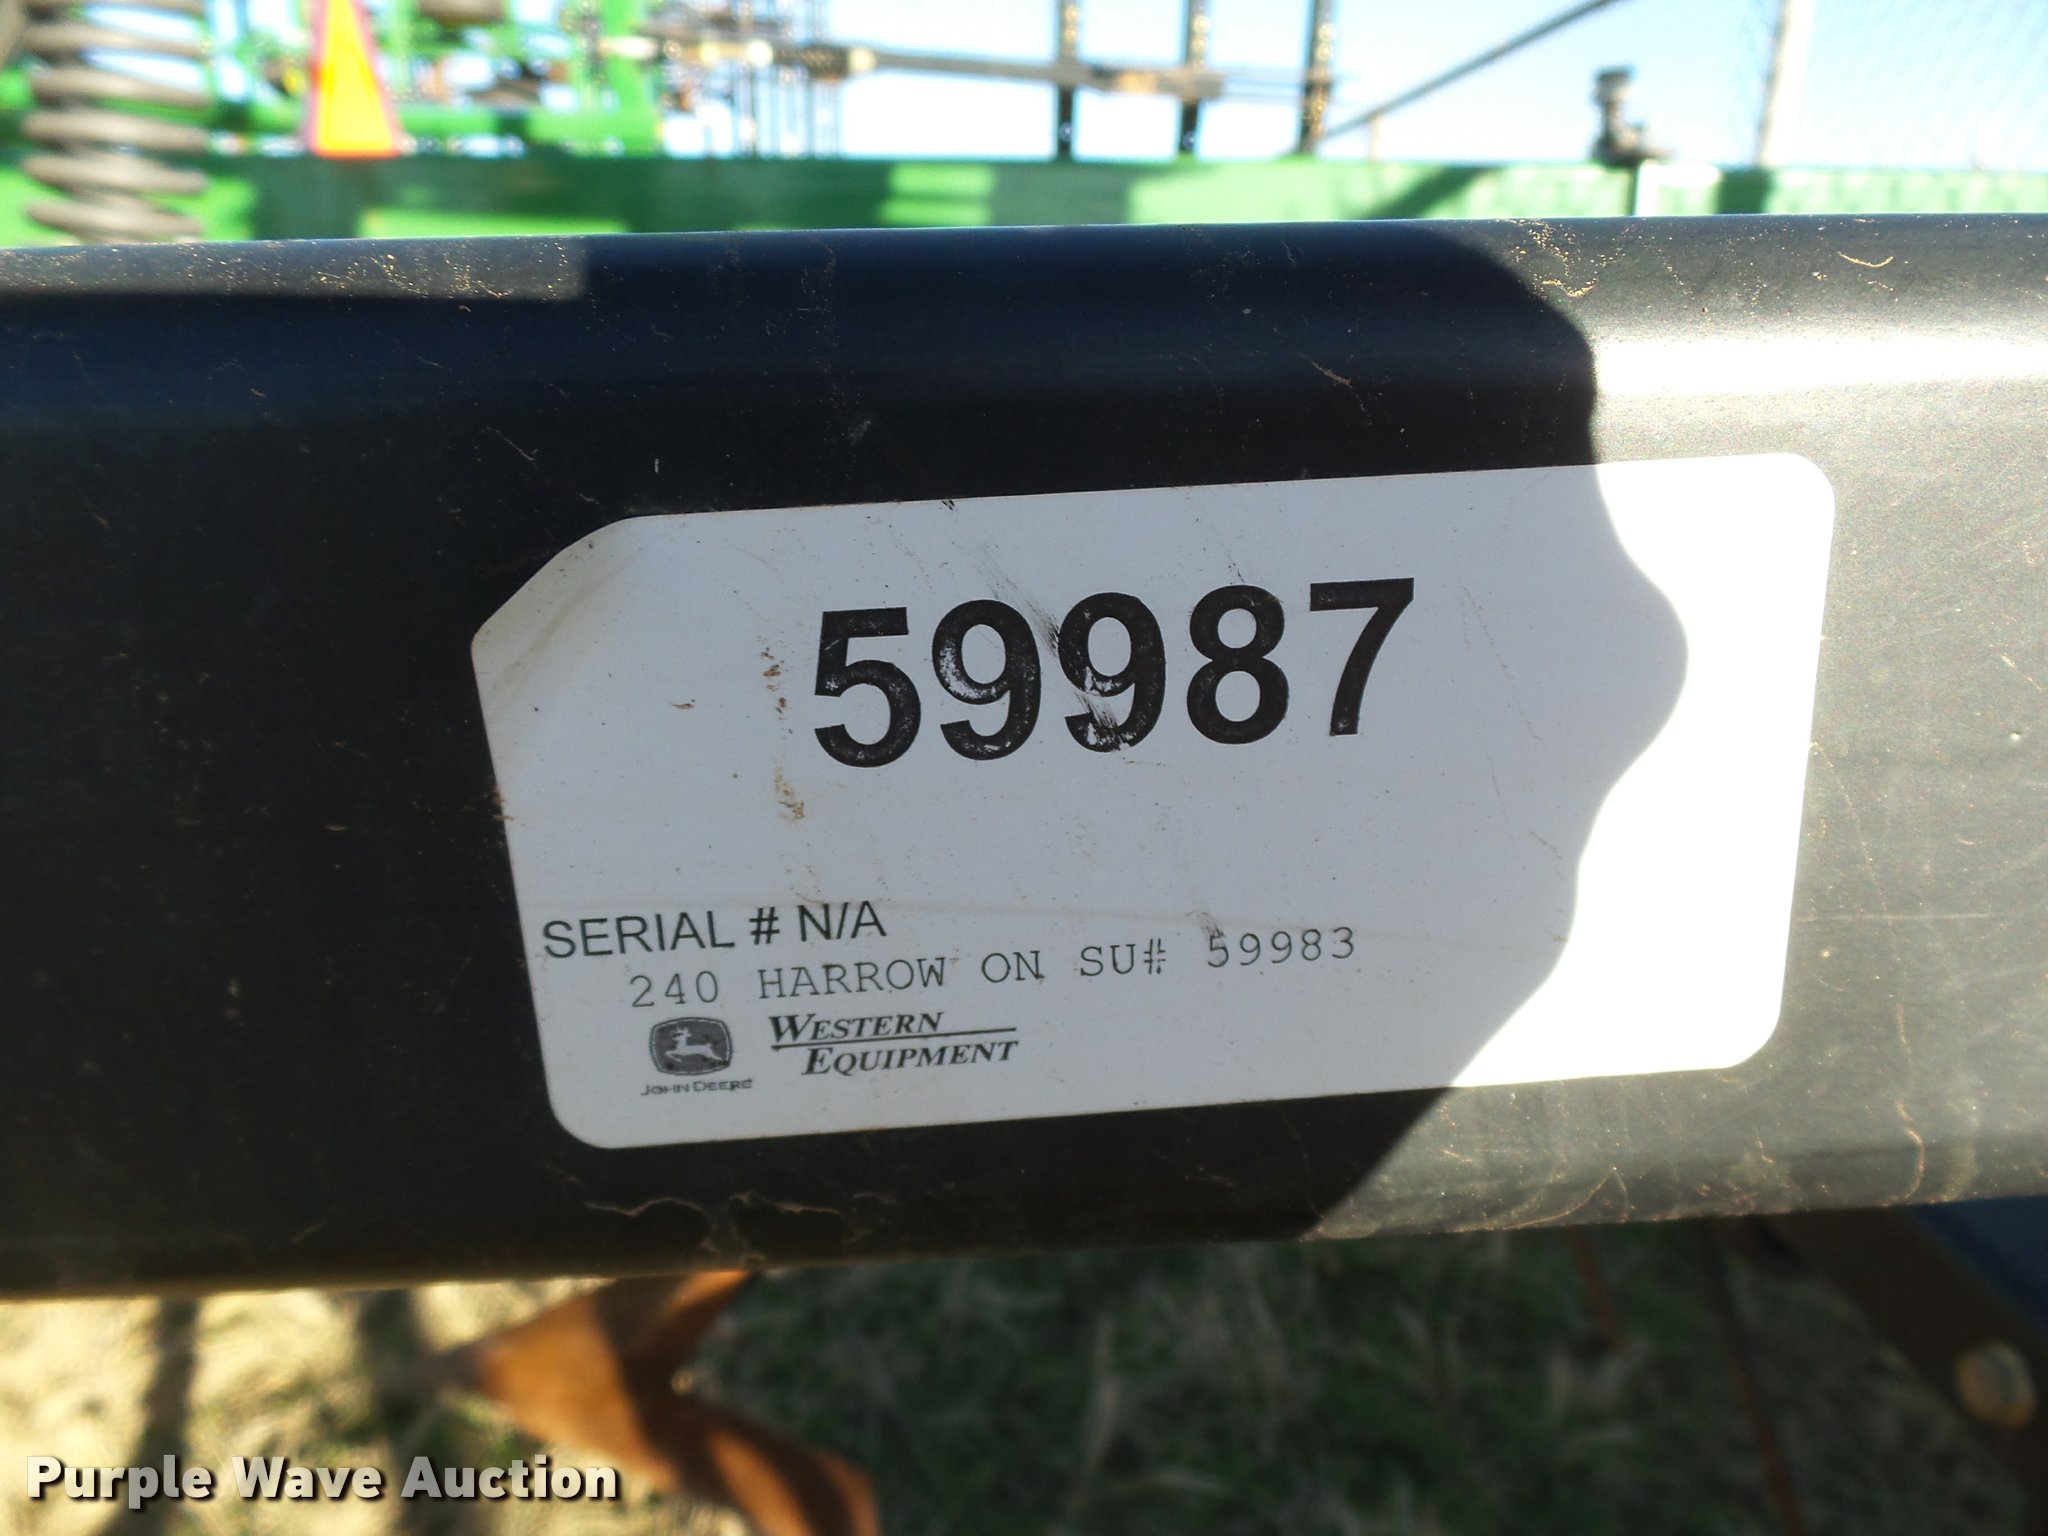 59987
SERIAL # N/A
240 HARROW ON SU# 59983
JOHN DEERE
WESTERN
EQUIPMENT
Purple Wave Auction